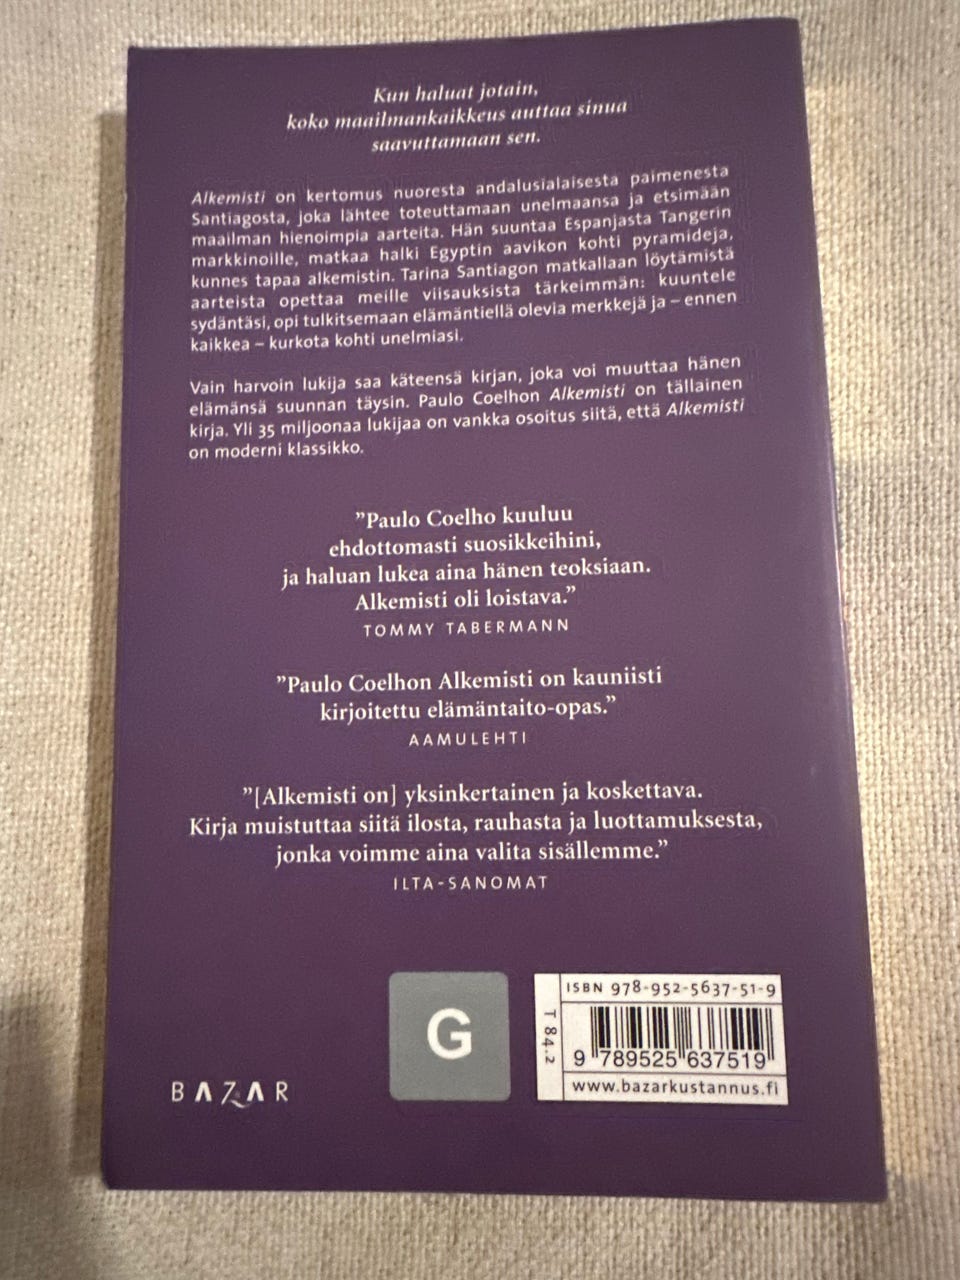 Kun haluat jotain,
koko maailmankaikkeus auttaa sinua
saavuttamaan sen.
Alkemisti on kertomus nuoresta andalusialaisesta paimenesta
Santiagosta, joka lähtee toteuttamaan unelmaansa ja etsimään
maailman hienoimpia aarteita. Hän suuntaa Espanjasta Tangerin
markkinoille, matkaa halki Egyptin aavikon kohti pyramideja,
kunnes tapaa alkemistin. Tarina Santiagon matkallaan löytämistä
aarteista opettaa meille viisauksista tärkeimmän: kuuntele
sydäntäsi, opi tulkitsemaan elämäntiellä olevia merkkejä ja – ennen
kaikkea – kurkota kohti unelmiasi.
Vain harvoin lukija saa käteensä kirjan, joka voi muuttaa hänen
elämänsä suunnan täysin. Paulo Coelhon Alkemisti on tällainen
kirja. Yli 35 miljoonaa lukijaa on vankka osoitus siitä, että Alkemisti
on moderni klassikko.
”Paulo Coelho kuuluu
ehdottomasti suosikkeihini,
ja haluan lukea aina hänen teoksiaan.
Alkemisti oli loistava.”
TOMMY TABERMANN
”Paulo Coelhon Alkemisti on kauniisti
kirjoitettu elämäntaito-opas.”
AAMULEHTI
”[Alkemisti on] yksinkertainen ja koskettava.
Kirja muistuttaa siitä ilosta, rauhasta ja luottamuksesta,
jonka voimme aina valita sisällemme.”
ILTA-SANOMAT
BAZAR
G
T 84.2
ISBN 978-952-5637-51-9
9 789525 637519
www.bazarkustannus.fi